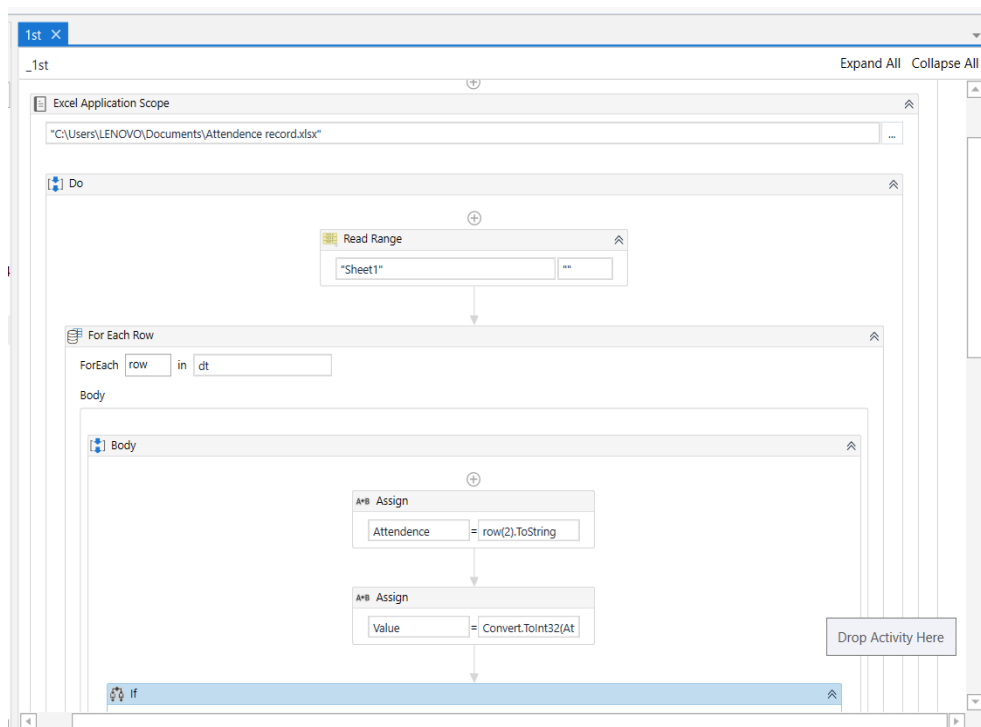 1st
_1st
Expand All Collapse All
Excel Application Scope
"C:\Users\LENOVO\Documents\Attendence record.xlsx"
...
Do
Read Range
"Sheet1" ""
For Each Row
ForEach row in dt
Body
Body
A*B Assign
Attendence = row(2).ToString
A*B Assign
Value = Convert.ToInt32(At
Drop Activity Here
If